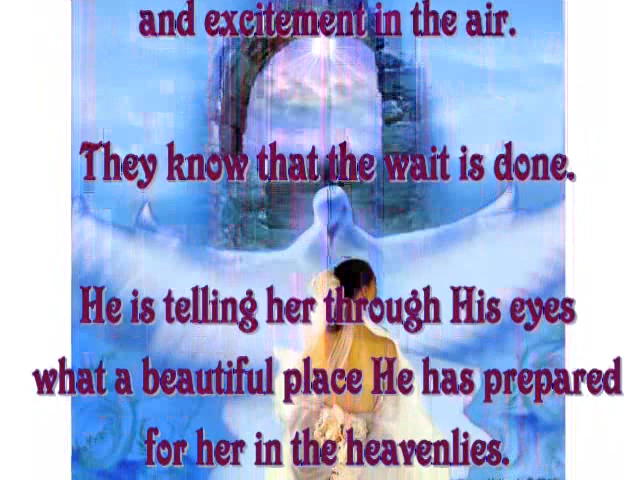 and excitement in the air.
They know that the wait is done.
He is telling her through His eyes
what a beautiful place He has prepared
for her in the heavenlies.